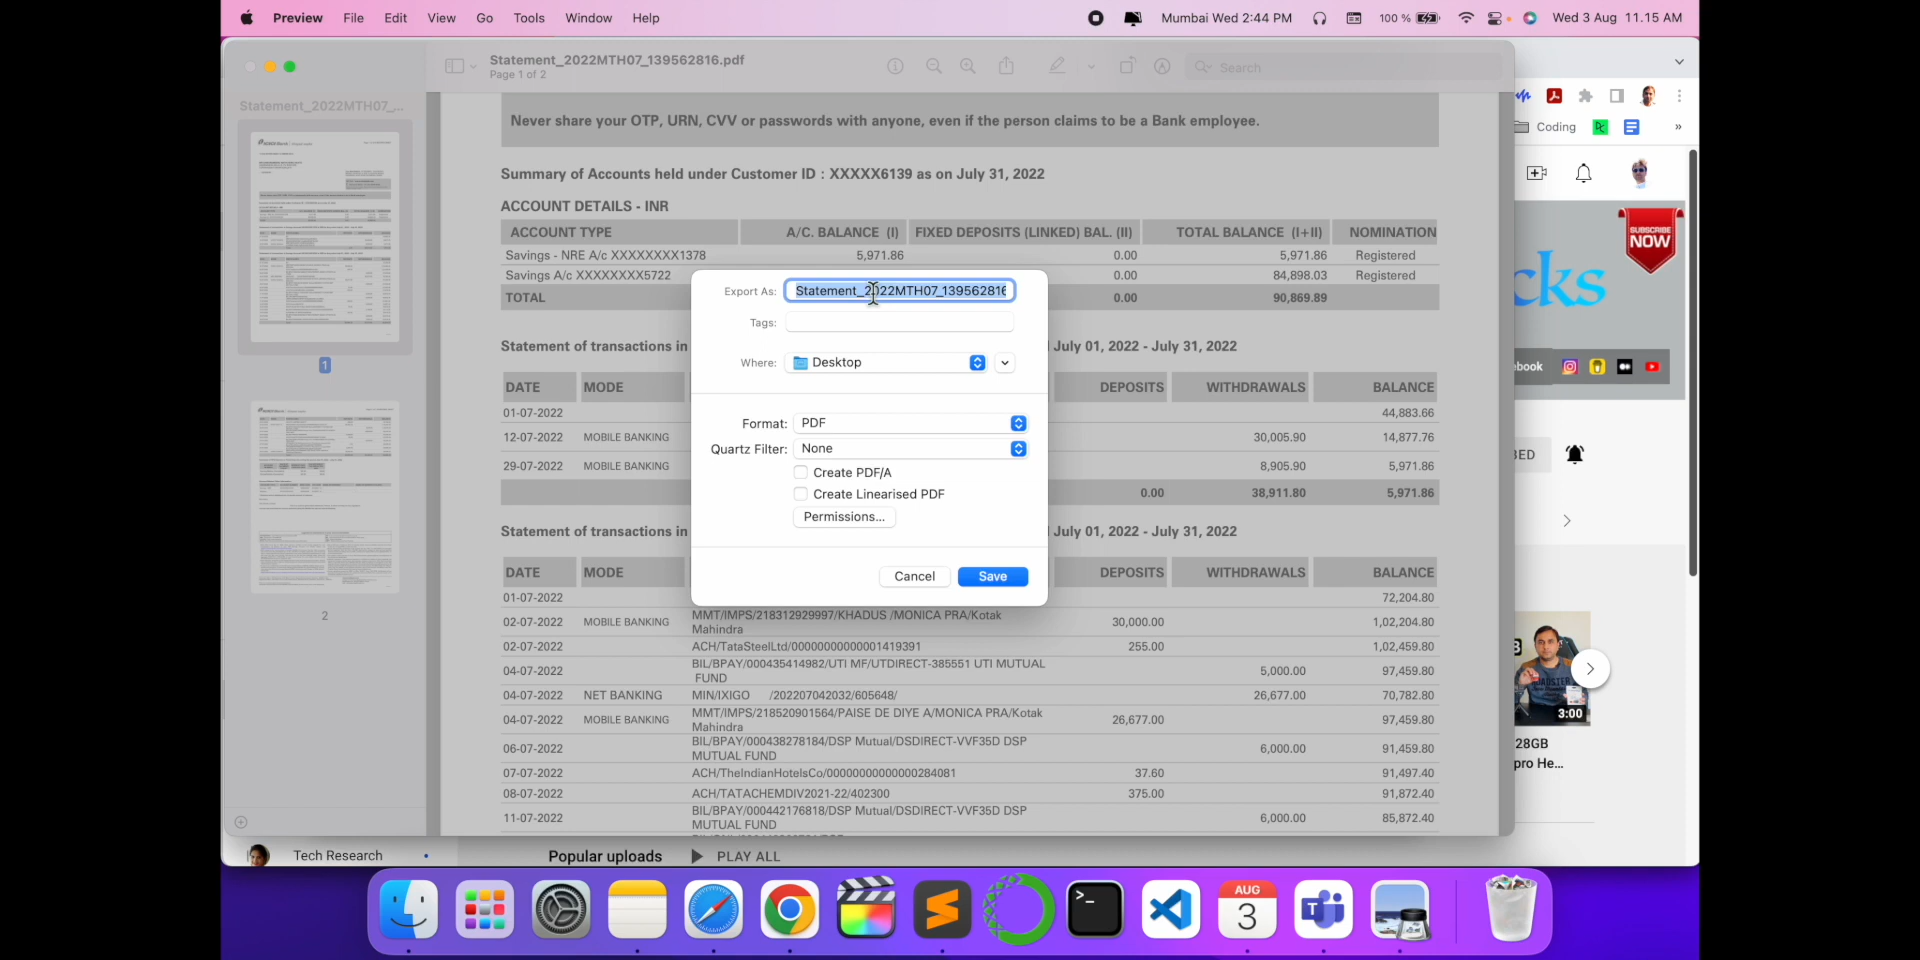 Preview File Edit View Go Tools Window Help
Mumbai Wed 2:44 PM 100 % Wed 3 Aug 11.15 AM
Statement_2022MTH07_139562816.pdf
Page 1 of 2
Search
Statement_2022MTH07_...
1
2
Coding
Never share your OTP, URN, CVV or passwords with anyone, even if the person claims to be a Bank employee.
Summary of Accounts held under Customer ID : XXXXX6139 as on July 31, 2022
ACCOUNT DETAILS - INR
ACCOUNT TYPE A/C. BALANCE (I) FIXED DEPOSITS (LINKED) BAL. (II) TOTAL BALANCE (I+II) NOMINATION
Savings - NRE A/c XXXXXXXX1378 5,971.86 0.00 5,971.86 Registered
Savings A/c XXXXXXXX5722 0.00 84,898.03 Registered
TOTAL 0.00 90,869.89
Export As: Statement_2022MTH07_139562816
Tags:
Where: Desktop
Format: PDF
Quartz Filter: None
Create PDF/A
Create Linearised PDF
Permissions...
Cancel Save
Statement of transactions in July 01, 2022 - July 31, 2022
DATE MODE DEPOSITS WITHDRAWALS BALANCE
01-07-2022 44,883.66
12-07-2022 MOBILE BANKING 30,005.90 14,877.76
29-07-2022 MOBILE BANKING 8,905.90 5,971.86
0.00 38,911.80 5,971.86
Statement of transactions in July 01, 2022 - July 31, 2022
DATE MODE DEPOSITS WITHDRAWALS BALANCE
01-07-2022 72,204.80
02-07-2022 MOBILE BANKING MMT/IMPS/218312929997/KHADUS /MONICA PRA/Kotak
Mahindra 30,000.00 1,02,204.80
02-07-2022 ACH/TataSteelLtd/00000000000001419391 255.00 1,02,459.80
04-07-2022 BIL/BPAY/000435414982/UTI MF/UTDIRECT-385551 UTI MUTUAL
FUND 5,000.00 97,459.80
04-07-2022 NET BANKING MIN/IXIGO /202207042032/605648/ 26,677.00 70,782.80
04-07-2022 MOBILE BANKING MMT/IMPS/218520901564/PAISE DE DIYE A/MONICA PRA/Kotak
Mahindra 26,677.00 97,459.80
06-07-2022 BIL/BPAY/000438278184/DSP Mutual/DSDIRECT-VVF35D DSP
MUTUAL FUND 6,000.00 91,459.80
07-07-2022 ACH/TheIndianHotelsCo/00000000000000284081 37.60 91,497.40
08-07-2022 ACH/TATACHEMDIV2021-22/402300 375.00 91,872.40
11-07-2022 BIL/BPAY/000442176818/DSP Mutual/DSDIRECT-VVF35D DSP
MUTUAL FUND 6,000.00 85,872.40
SUBSCRIBE
NOW
cks
ebook
BED
3:00
28GB
pro He...
Tech Research
Popular uploads PLAY ALL
AUG
3